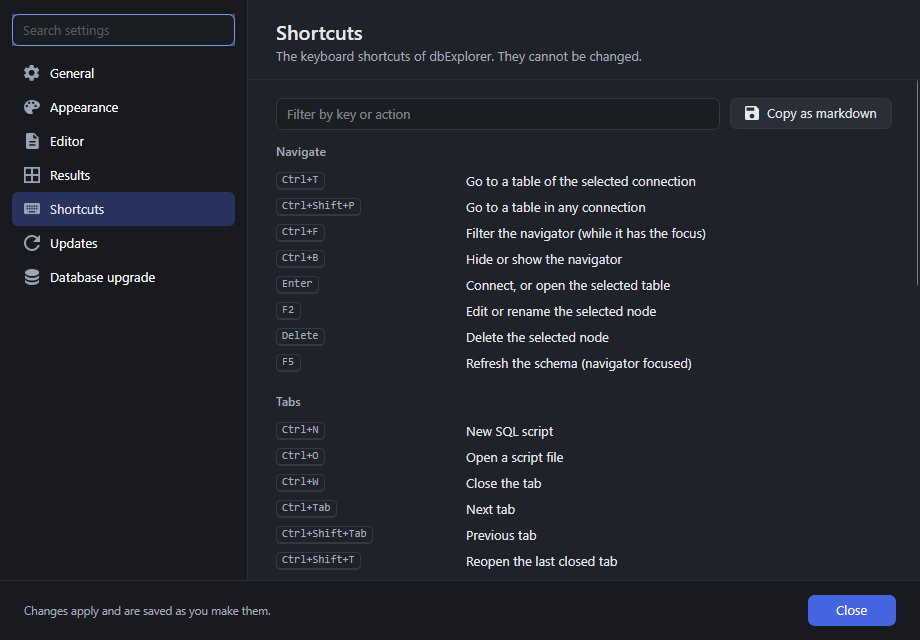 Search settings
General
Appearance
Editor
Results
Shortcuts
Updates
Database upgrade
Shortcuts
The keyboard shortcuts of dbExplorer. They cannot be changed.
Filter by key or action
Copy as markdown
Navigate
Ctrl+T Go to a table of the selected connection
Ctrl+Shift+P Go to a table in any connection
Ctrl+F Filter the navigator (while it has the focus)
Ctrl+B Hide or show the navigator
Enter Connect, or open the selected table
F2 Edit or rename the selected node
Delete Delete the selected node
F5 Refresh the schema (navigator focused)
Tabs
Ctrl+N New SQL script
Ctrl+O Open a script file
Ctrl+W Close the tab
Ctrl+Tab Next tab
Ctrl+Shift+Tab Previous tab
Ctrl+Shift+T Reopen the last closed tab
Changes apply and are saved as you make them.
Close